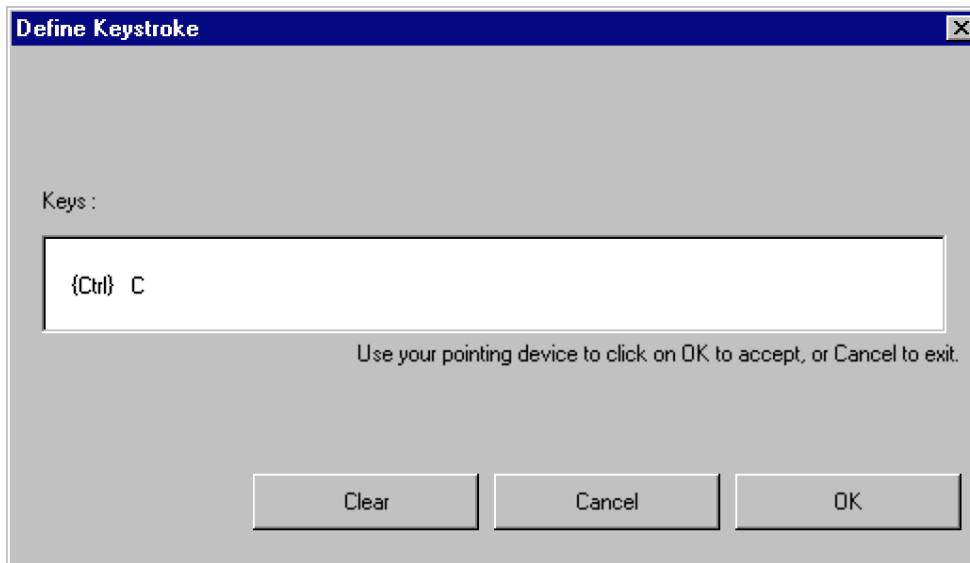 Define Keystroke
Keys :
{Ctrl} C
Use your pointing device to click on OK to accept, or Cancel to exit.
Clear Cancel OK